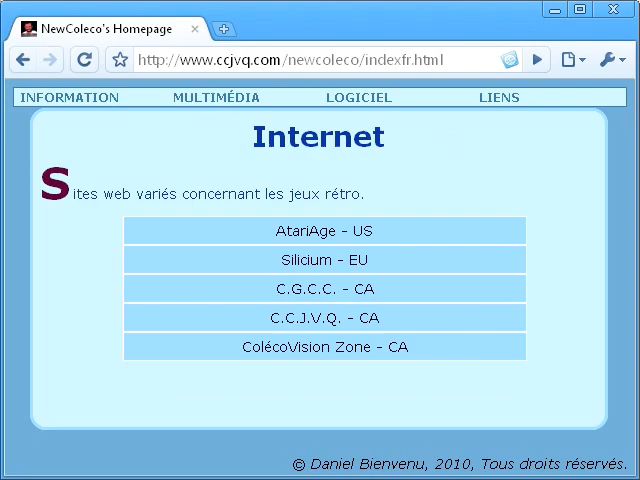 NewColeco's Homepage
http://www.ccjvq.com/newcoleco/indexfr.html
INFORMATION MULTIMÉDIA LOGICIEL LIENS
Internet
Sites web variés concernant les jeux rétro.
AtariAge - US
Silicium - EU
C.G.C.C. - CA
C.C.J.V.Q. - CA
ColécoVision Zone - CA
© Daniel Bienvenu, 2010, Tous droits réservés.